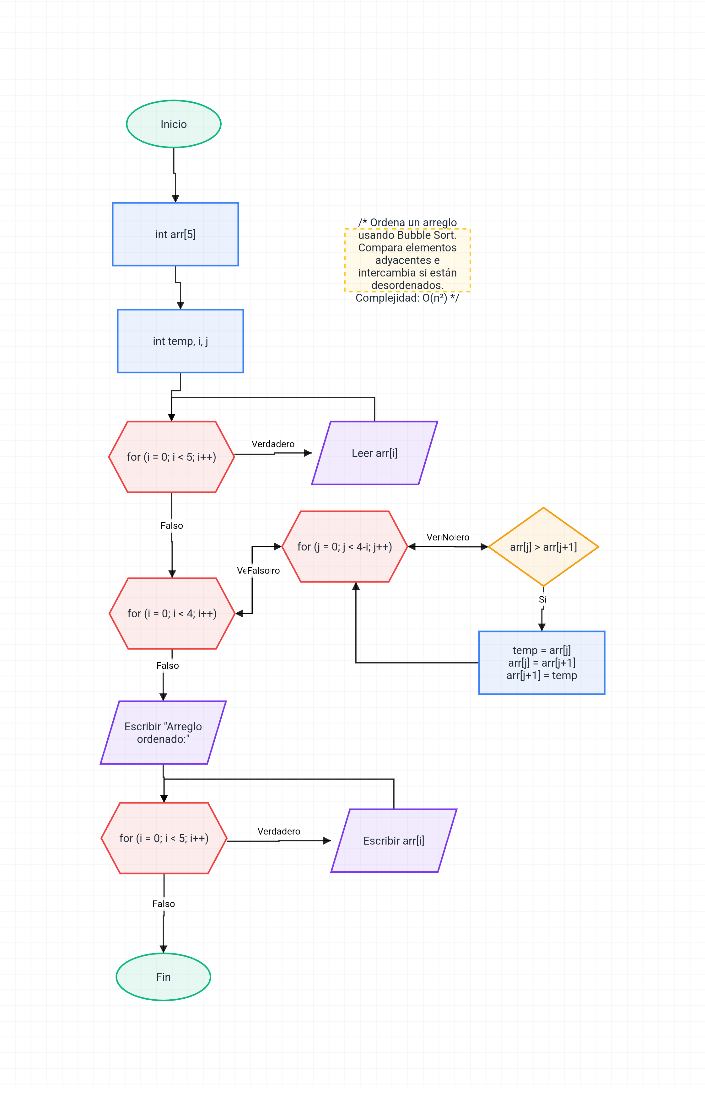 Inicio
int arr[5]
/* Ordena un arreglo
usando Bubble Sort.
Compara elementos
adyacentes e
intercambia si están
desordenados.
Complejidad: O(n²) */
int temp, i, j
for (i = 0; i < 5; i++)
Verdadero
Leer arr[i]
Falso
for (j = 0; j < 4-i; j++)
No
arr[j] > arr[j+1]
Falso
for (i = 0; i < 4; i++)
Si
temp = arr[j]
arr[j] = arr[j+1]
arr[j+1] = temp
Falso
Escribir "Arreglo
ordenado:"
for (i = 0; i < 5; i++)
Verdadero
Escribir arr[i]
Falso
Fin